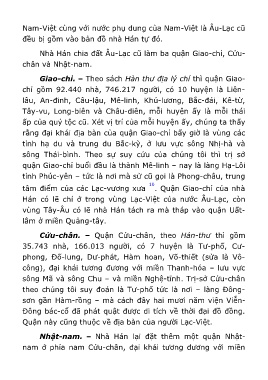 Nam-Việt cùng với nước phụ dung của Nam-Việt là Âu-Lạc cũ
đều bị gồm vào bản đồ nhà Hán tự đó.
Nhà Hán chia đất Âu-Lạc cũ làm ba quận Giao-chỉ, Cửu-
chân và Nhật-nam.
Giao-chỉ. – Theo sách Hán thư địa lý chí thì quận Giao-
chỉ gồm 92.440 nhà, 746.217 người, có 10 huyện là Liên-
lâu, An-định, Câu-lậu, Mê-linh, Khú-lương, Bắc-đái, Kê-từ,
Tây-vu, Long-biên và Châu-diên, mỗi huyện ấy là mỗi thái
ấp của quý tộc cũ. Xét vị trí của mỗi huyện ấy, chúng ta thấy
rằng đại khái địa bàn của quận Giao-chỉ bấy giờ là vùng các
tỉnh hạ du và trung du Bắc-kỳ, ở lưu vực sông Nhị-hà và
sông Thái-bình. Theo sự suy cứu của chúng tôi thì trị sở
quận Giao-chỉ buổi đầu là thành Mê-linh – nay là làng Hạ-Lôi
tỉnh Phúc-yên – tức là nơi mà sử cũ gọi là Phong-châu, trung
tâm điểm của các Lạc-vương xưa 16. Quận Giao-chỉ của nhà
Hán có lẽ chỉ ở trong vùng Lạc-Việt của nước Âu-Lạc, còn
vùng Tây-Âu có lẽ nhà Hán tách ra mà tháp vào quận Uất-
lâm ở miền Quảng-tây.
Cửu-chân. – Quận Cửu-chân, theo Hán-thư thì gồm
35.743 nhà, 166.013 người, có 7 huyện là Tư-phố, Cư-
phong, Đô-lung, Dư-phát, Hàm hoan, Vô-thiết (sửa là Vô-
công), đại khái tương đương với miền Thanh-hóa – lưu vực
sông Mã và sông Chu – và miền Nghệ-tĩnh. Trị-sở Cửu-chân
theo chúng tôi suy đoán là Tư-phố tức là nơi – làng Đông-
sơn gần Hàm-rồng – mà cách đây hai mươi năm viện Viễn-
Đông bác-cổ đã phát quật được di tích về thời đại đồ đồng.
Quận này cũng thuộc về địa bàn của người Lạc-Việt.
Nhật-nam. – Nhà Hán lại đặt thêm một quận Nhật-
nam ở phía nam Cửu-chân, đại khái tương đương với miền